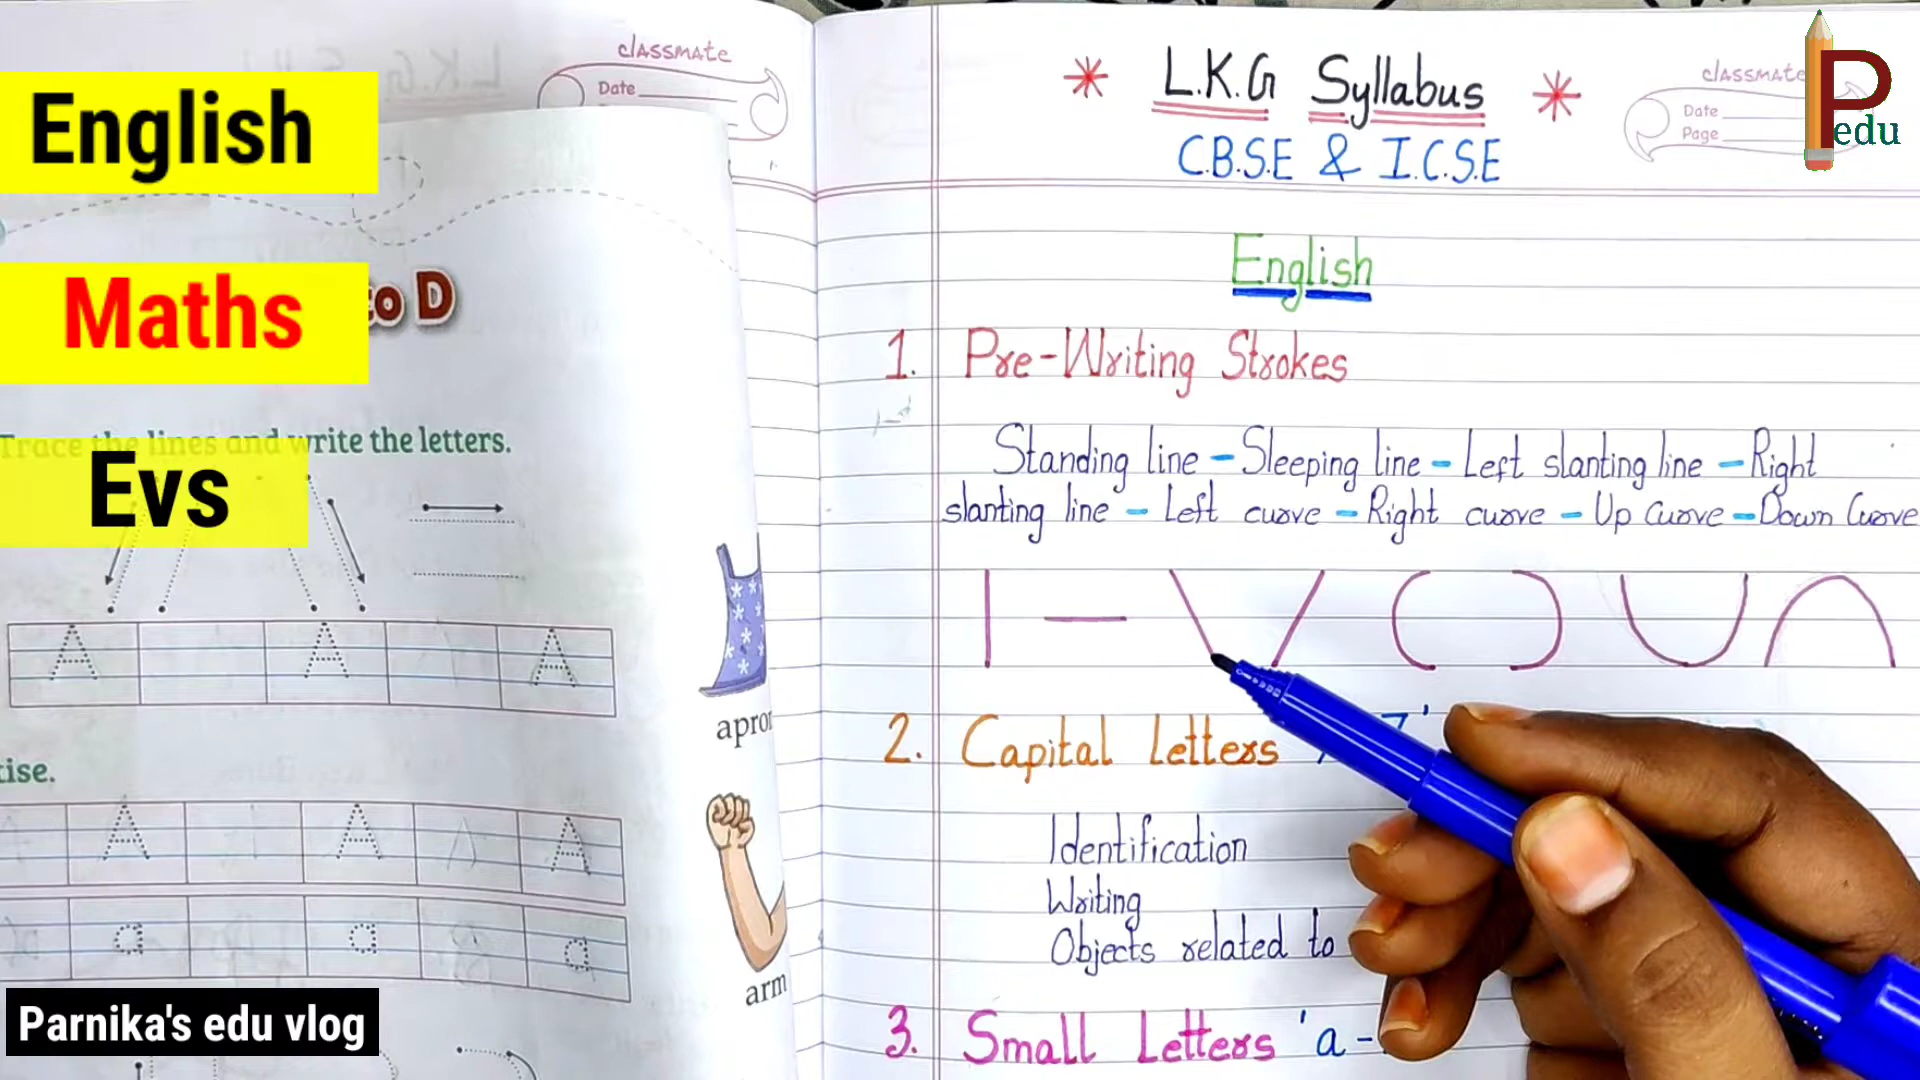 English
Maths
Evs
classmate
Date
to D
Trace the lines and write the letters.
A A A
apron
tise.
A A A
a a a
arm
Parnika's edu vlog
L.K.G Syllabus
C.B.S.E & I.C.S.E
classmate
Date
Page
P
edu
English
1. Pre-Writing Strokes
Standing line - Sleeping line - Left slanting line - Right
slanting line - Left curve - Right curve - Up Curve - Down Curve
2. Capital Letters
Identification
Writing
Objects related to
3. Small Letters 'a -